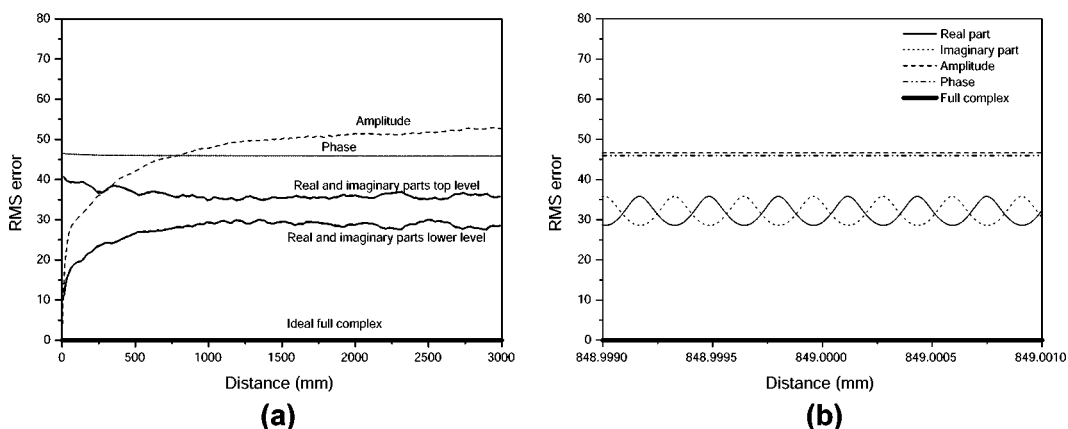 80
70
60
50
40
30
20
10
0
RMS error
Amplitude
Phase
Real and imaginary parts top level
Real and imaginary parts lower level
Ideal full complex
0 500 1000 1500 2000 2500 3000
Distance (mm)
(a)
80
70
60
50
40
30
20
10
0
RMS error
Real part
Imaginary part
Amplitude
Phase
Full complex
848.9990 848.9995 849.0000 849.0005 849.0010
Distance (mm)
(b)